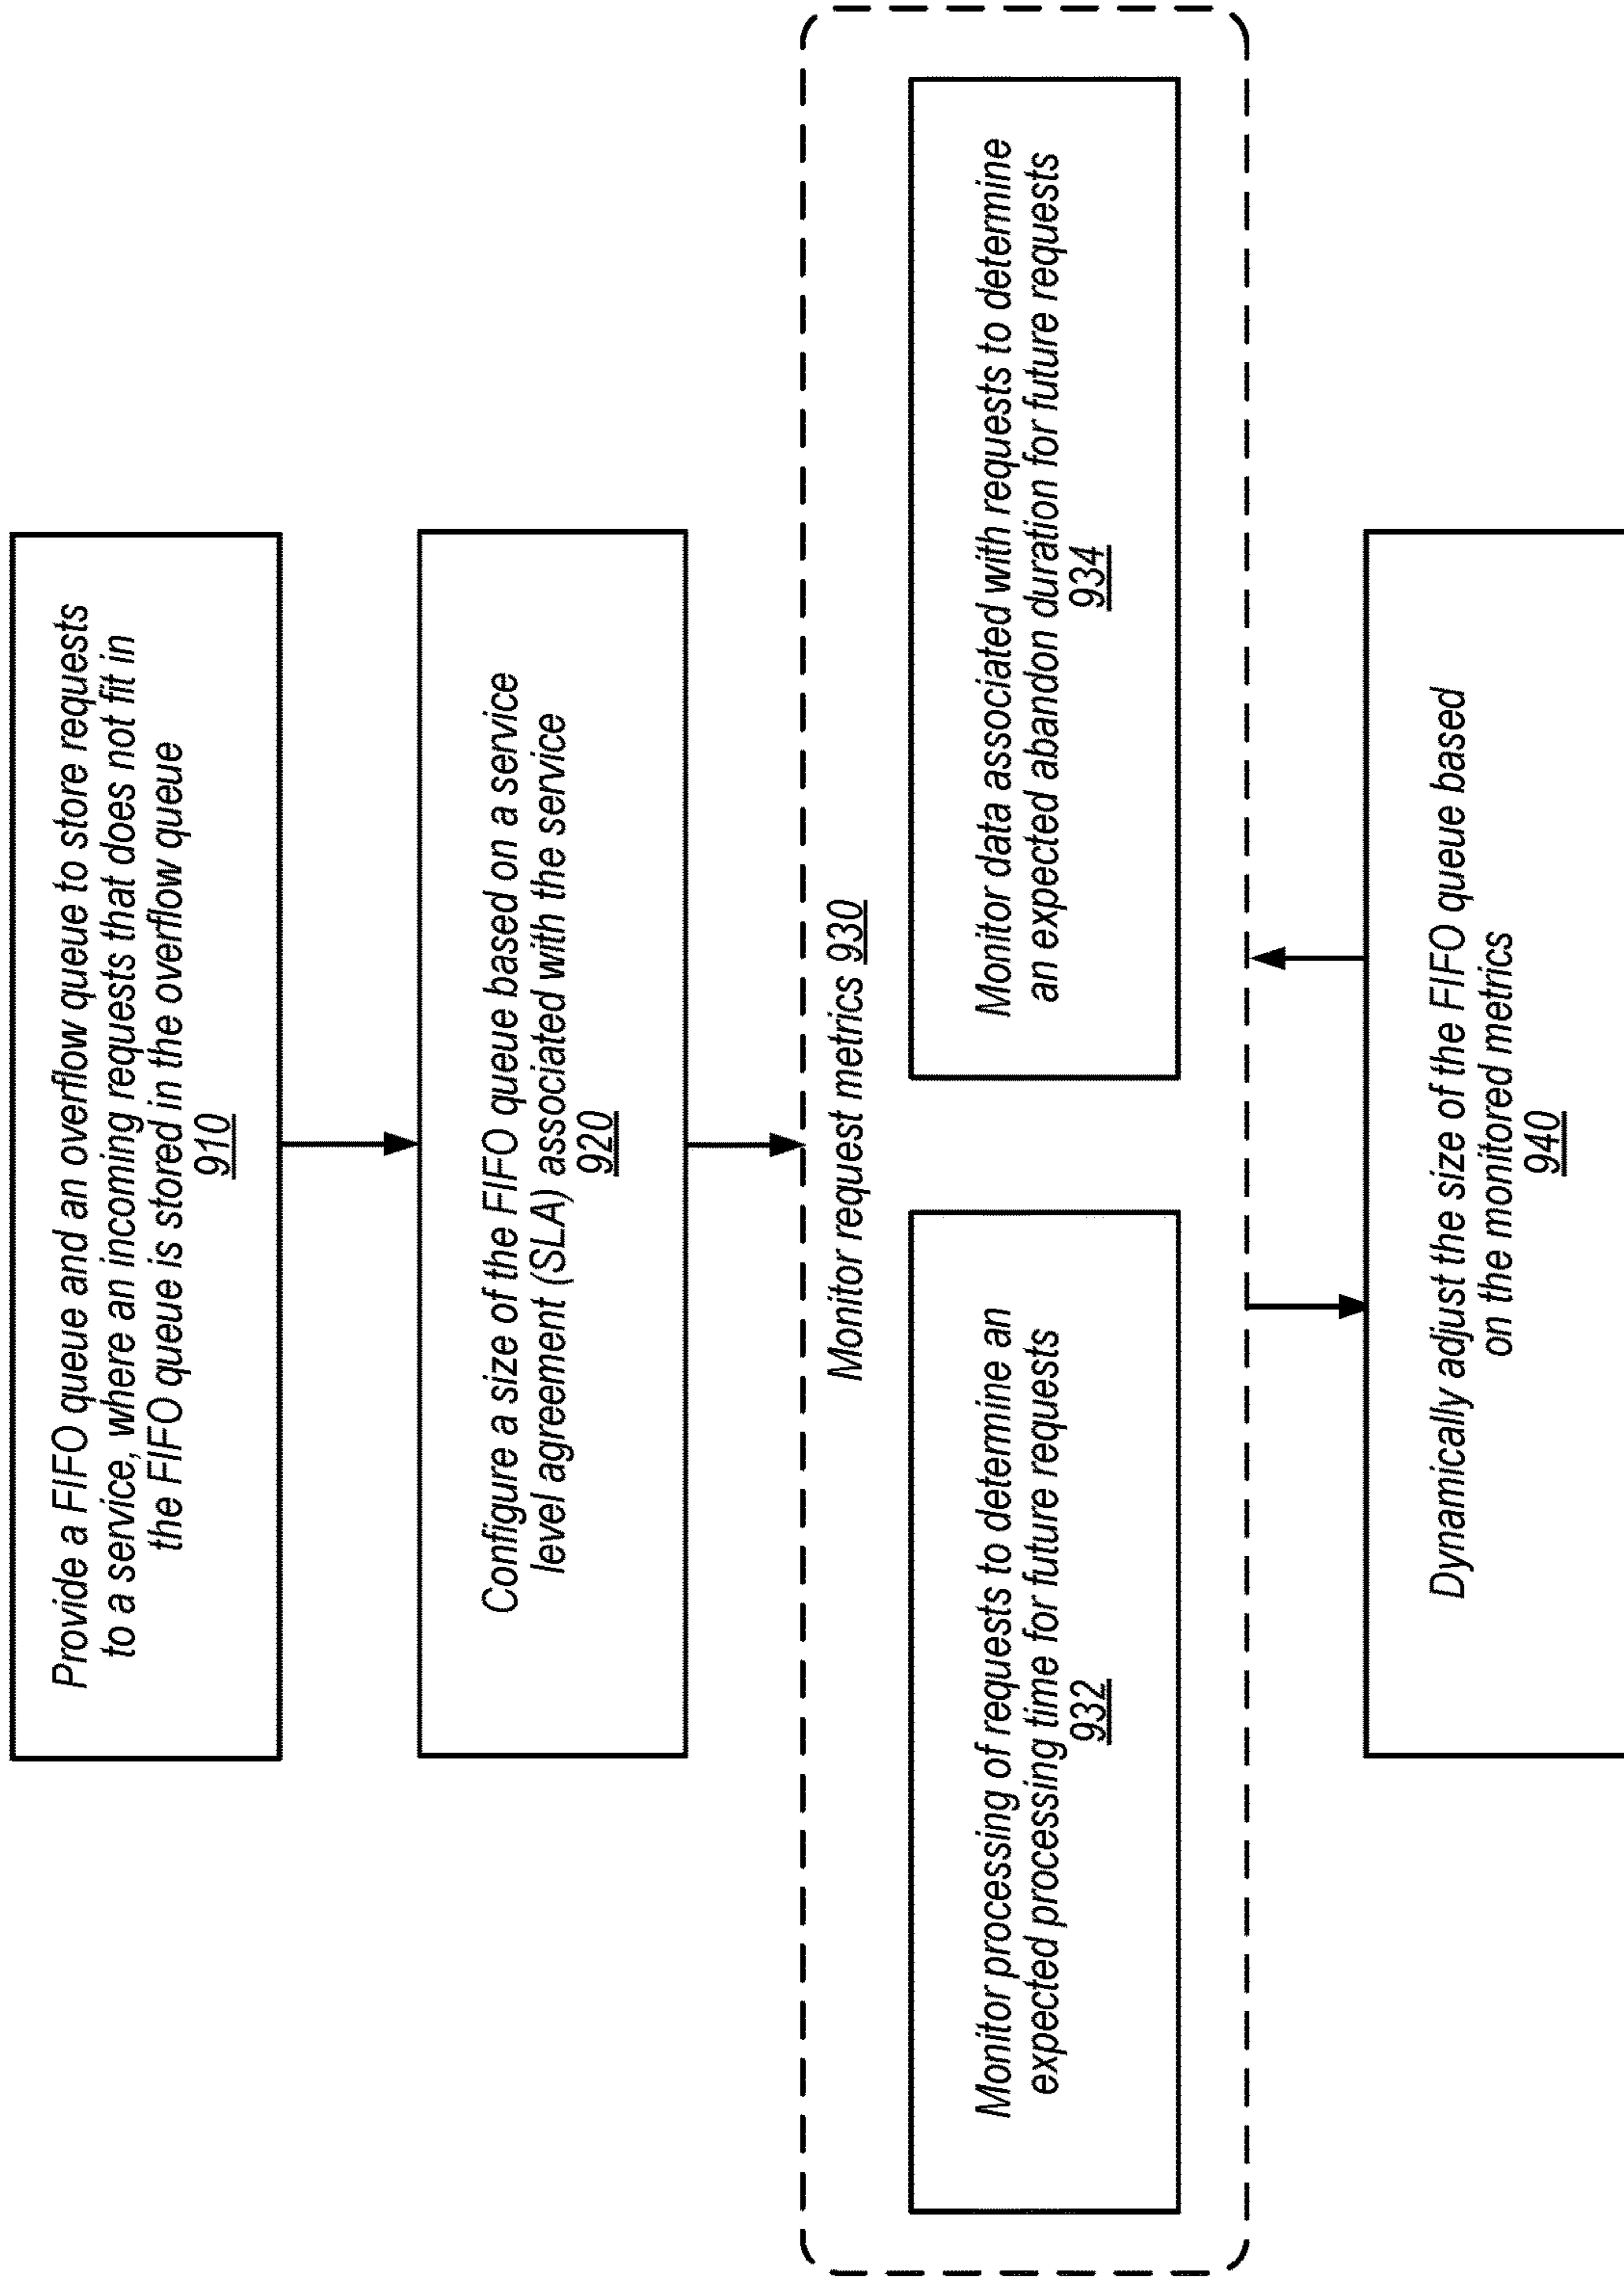 Provide a FIFO queue and an overflow queue to store requests
to a service, where an incoming requests that does not fit in
the FIFO queue is stored in the overflow queue
910
Configure a size of the FIFO queue based on a service
level agreement (SLA) associated with the service
920
Monitor request metrics 930
Monitor processing of requests to determine an
expected processing time for future requests
932
Monitor data associated with requests to determine
an expected abandon duration for future requests
934
Dynamically adjust the size of the FIFO queue based
on the monitored metrics
940